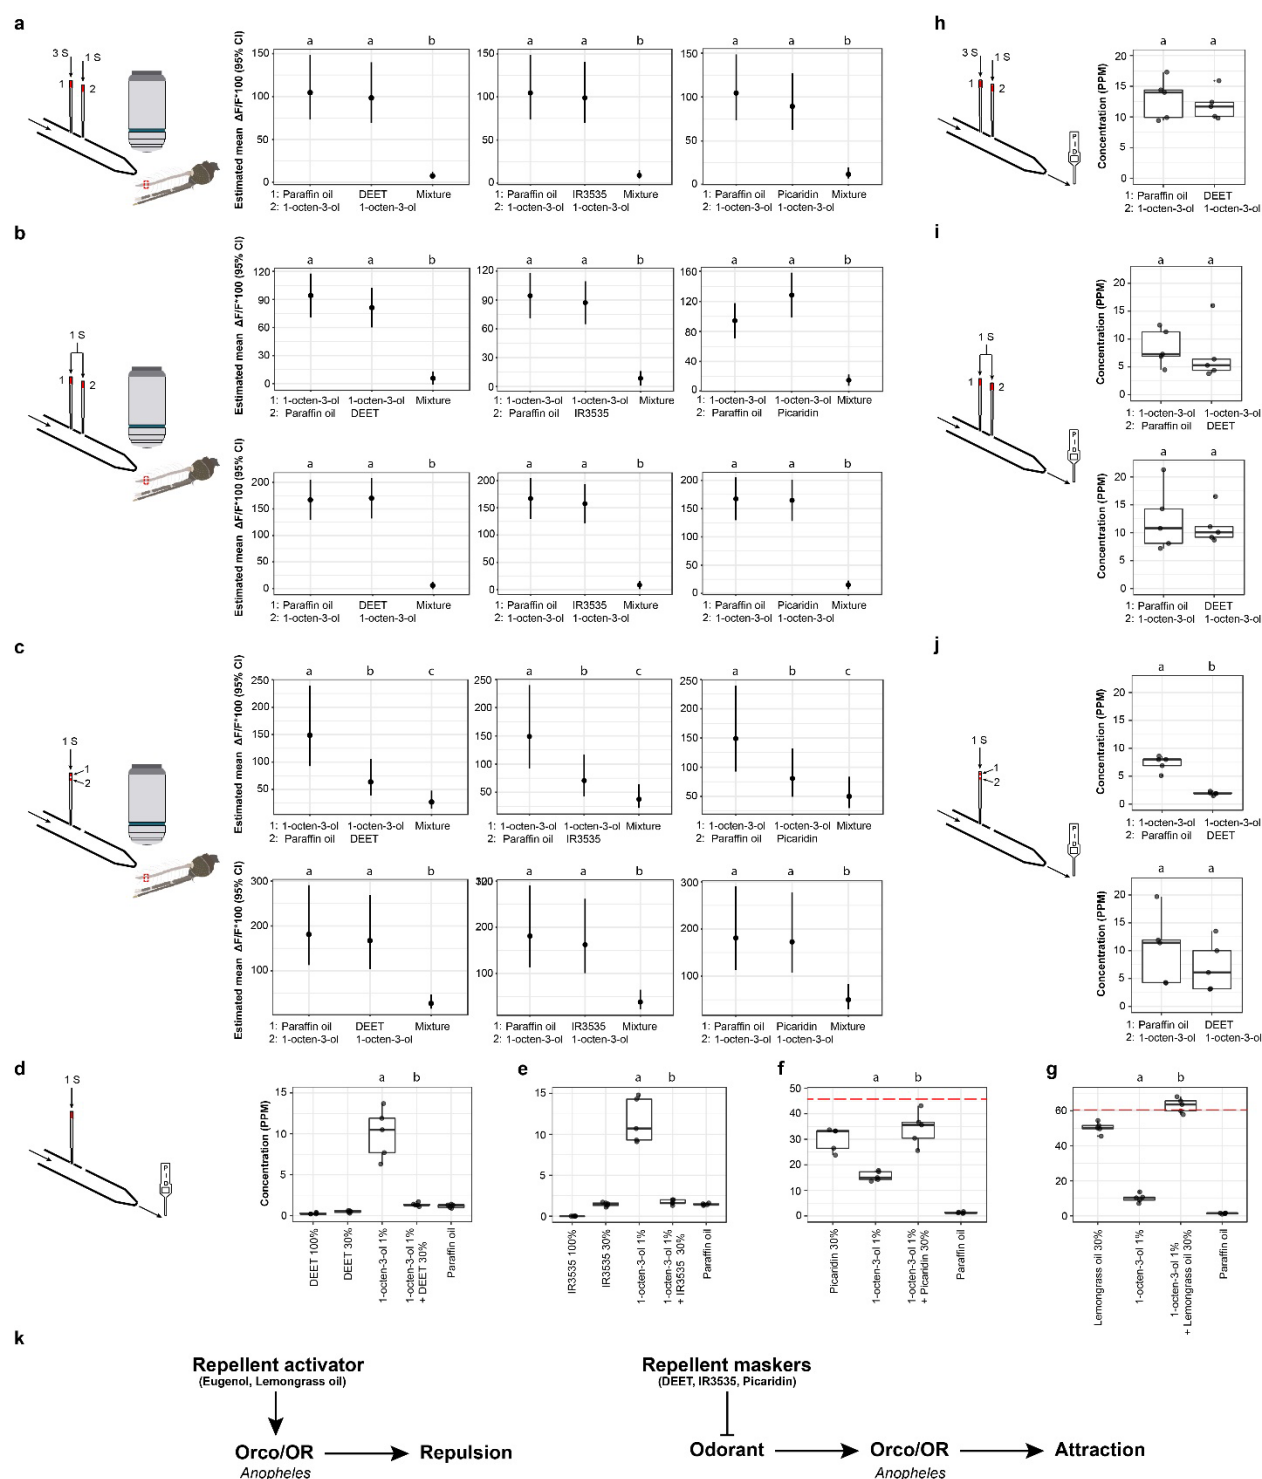 a
3 S
1 S
1
2
Estimated mean ΔF/F*100 (95% CI)
a a b
a a b
a a b
150
100
50
0
150
100
50
0
150
100
50
0
1: Paraffin oil DEET Mixture
2: 1-octen-3-ol 1-octen-3-ol
1: Paraffin oil IR3535 Mixture
2: 1-octen-3-ol 1-octen-3-ol
1: Paraffin oil Picaridin Mixture
2: 1-octen-3-ol 1-octen-3-ol
h
3 S
1 S
1
2
PID
Concentration (PPM)
a a
20
15
10
5
0
1: Paraffin oil DEET
2: 1-octen-3-ol 1-octen-3-ol
b
1 S
1
2
Estimated mean ΔF/F*100 (95% CI)
a a b
a a b
a a b
120
90
60
30
0
120
90
60
30
0
160
120
80
40
0
1: 1-octen-3-ol 1-octen-3-ol Mixture
2: Paraffin oil DEET
1: 1-octen-3-ol 1-octen-3-ol Mixture
2: Paraffin oil IR3535
1: 1-octen-3-ol 1-octen-3-ol Mixture
2: Paraffin oil Picaridin
Estimated mean ΔF/F*100 (95% CI)
a a b
a a b
a a b
200
150
100
50
0
200
150
100
50
0
200
150
100
50
0
1: Paraffin oil DEET Mixture
2: 1-octen-3-ol 1-octen-3-ol
1: Paraffin oil IR3535 Mixture
2: 1-octen-3-ol 1-octen-3-ol
1: Paraffin oil Picaridin Mixture
2: 1-octen-3-ol 1-octen-3-ol
i
1 S
1
2
PID
Concentration (PPM)
a a
20
15
10
5
0
1: 1-octen-3-ol 1-octen-3-ol
2: Paraffin oil DEET
Concentration (PPM)
a a
20
15
10
5
0
1: Paraffin oil DEET
2: 1-octen-3-ol 1-octen-3-ol
c
1 S
1
2
Estimated mean ΔF/F*100 (95% CI)
a b c
a b c
a b c
250
200
150
100
50
250
200
150
100
50
250
200
150
100
50
1: 1-octen-3-ol 1-octen-3-ol Mixture
2: Paraffin oil DEET
1: 1-octen-3-ol 1-octen-3-ol Mixture
2: Paraffin oil IR3535
1: 1-octen-3-ol 1-octen-3-ol Mixture
2: Paraffin oil Picaridin
Estimated mean ΔF/F*100 (95% CI)
a a b
a a b
a a b
300
200
100
200
100
300
200
100
1: Paraffin oil DEET Mixture
2: 1-octen-3-ol 1-octen-3-ol
1: Paraffin oil IR3535 Mixture
2: 1-octen-3-ol 1-octen-3-ol
1: Paraffin oil Picaridin Mixture
2: 1-octen-3-ol 1-octen-3-ol
j
1 S
1
2
PID
Concentration (PPM)
a b
20
15
10
5
0
1: 1-octen-3-ol 1-octen-3-ol
2: Paraffin oil DEET
Concentration (PPM)
a a
20
15
10
5
0
1: Paraffin oil DEET
2: 1-octen-3-ol 1-octen-3-ol
d
1 S
PID
Concentration (PPM)
a b
15
10
5
0
DEET 100%
DEET 30%
1-octen-3-ol 1%
1-octen-3-ol 1%
+ DEET 30%
Paraffin oil
e
a b
15
10
5
0
IR3535 100%
IR3535 30%
1-octen-3-ol 1%
1-octen-3-ol 1%
+ IR3535 30%
Paraffin oil
f
a b
50
40
30
20
10
0
Picaridin 30%
1-octen-3-ol 1%
1-octen-3-ol 1%
+ Picaridin 30%
Paraffin oil
g
a b
60
40
20
0
Lemongrass oil 30%
1-octen-3-ol 1%
1-octen-3-ol 1%
+ Lemongrass oil 30%
Paraffin oil
k
Repellent activator
(Eugenol, Lemongrass oil)
Orco/OR Repulsion
Anopheles
Repellent maskers
(DEET, IR3535, Picaridin)
Odorant Orco/OR Attraction
Anopheles